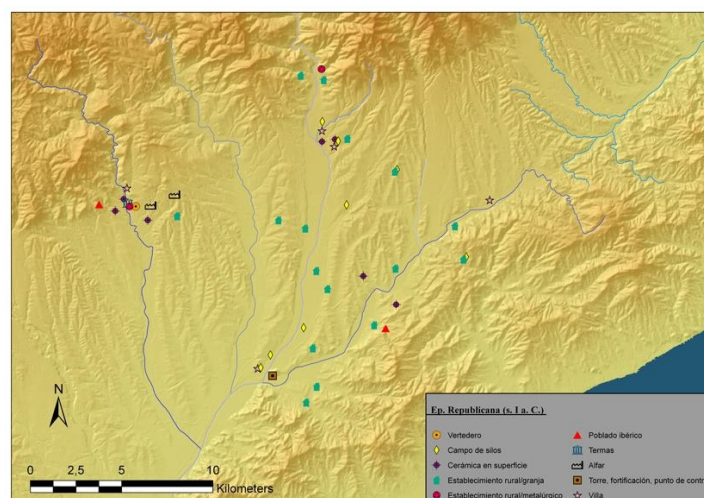 N
0 2,5 5 10
Kilometers
Ep. Republicana (s. I a. C.)
Vertedero
Campo de silos
Cerámica en superficie
Establecimiento rural/granja
Establecimiento rural/metalúrgico
Poblado ibérico
Termas
Alfar
Torre, fortificación, punto de contr
Villa